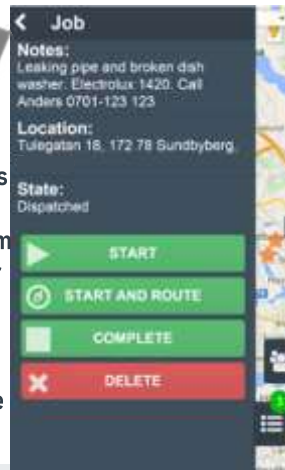 Job
Notes:
Leaking pipe and broken dish
washer. Electrolux 1420. Call
Anders 0701-123 123
Location:
Tulegatan 18, 172 78 Sundbyberg,
State:
Dispatched
START
START AND ROUTE
COMPLETE
DELETE